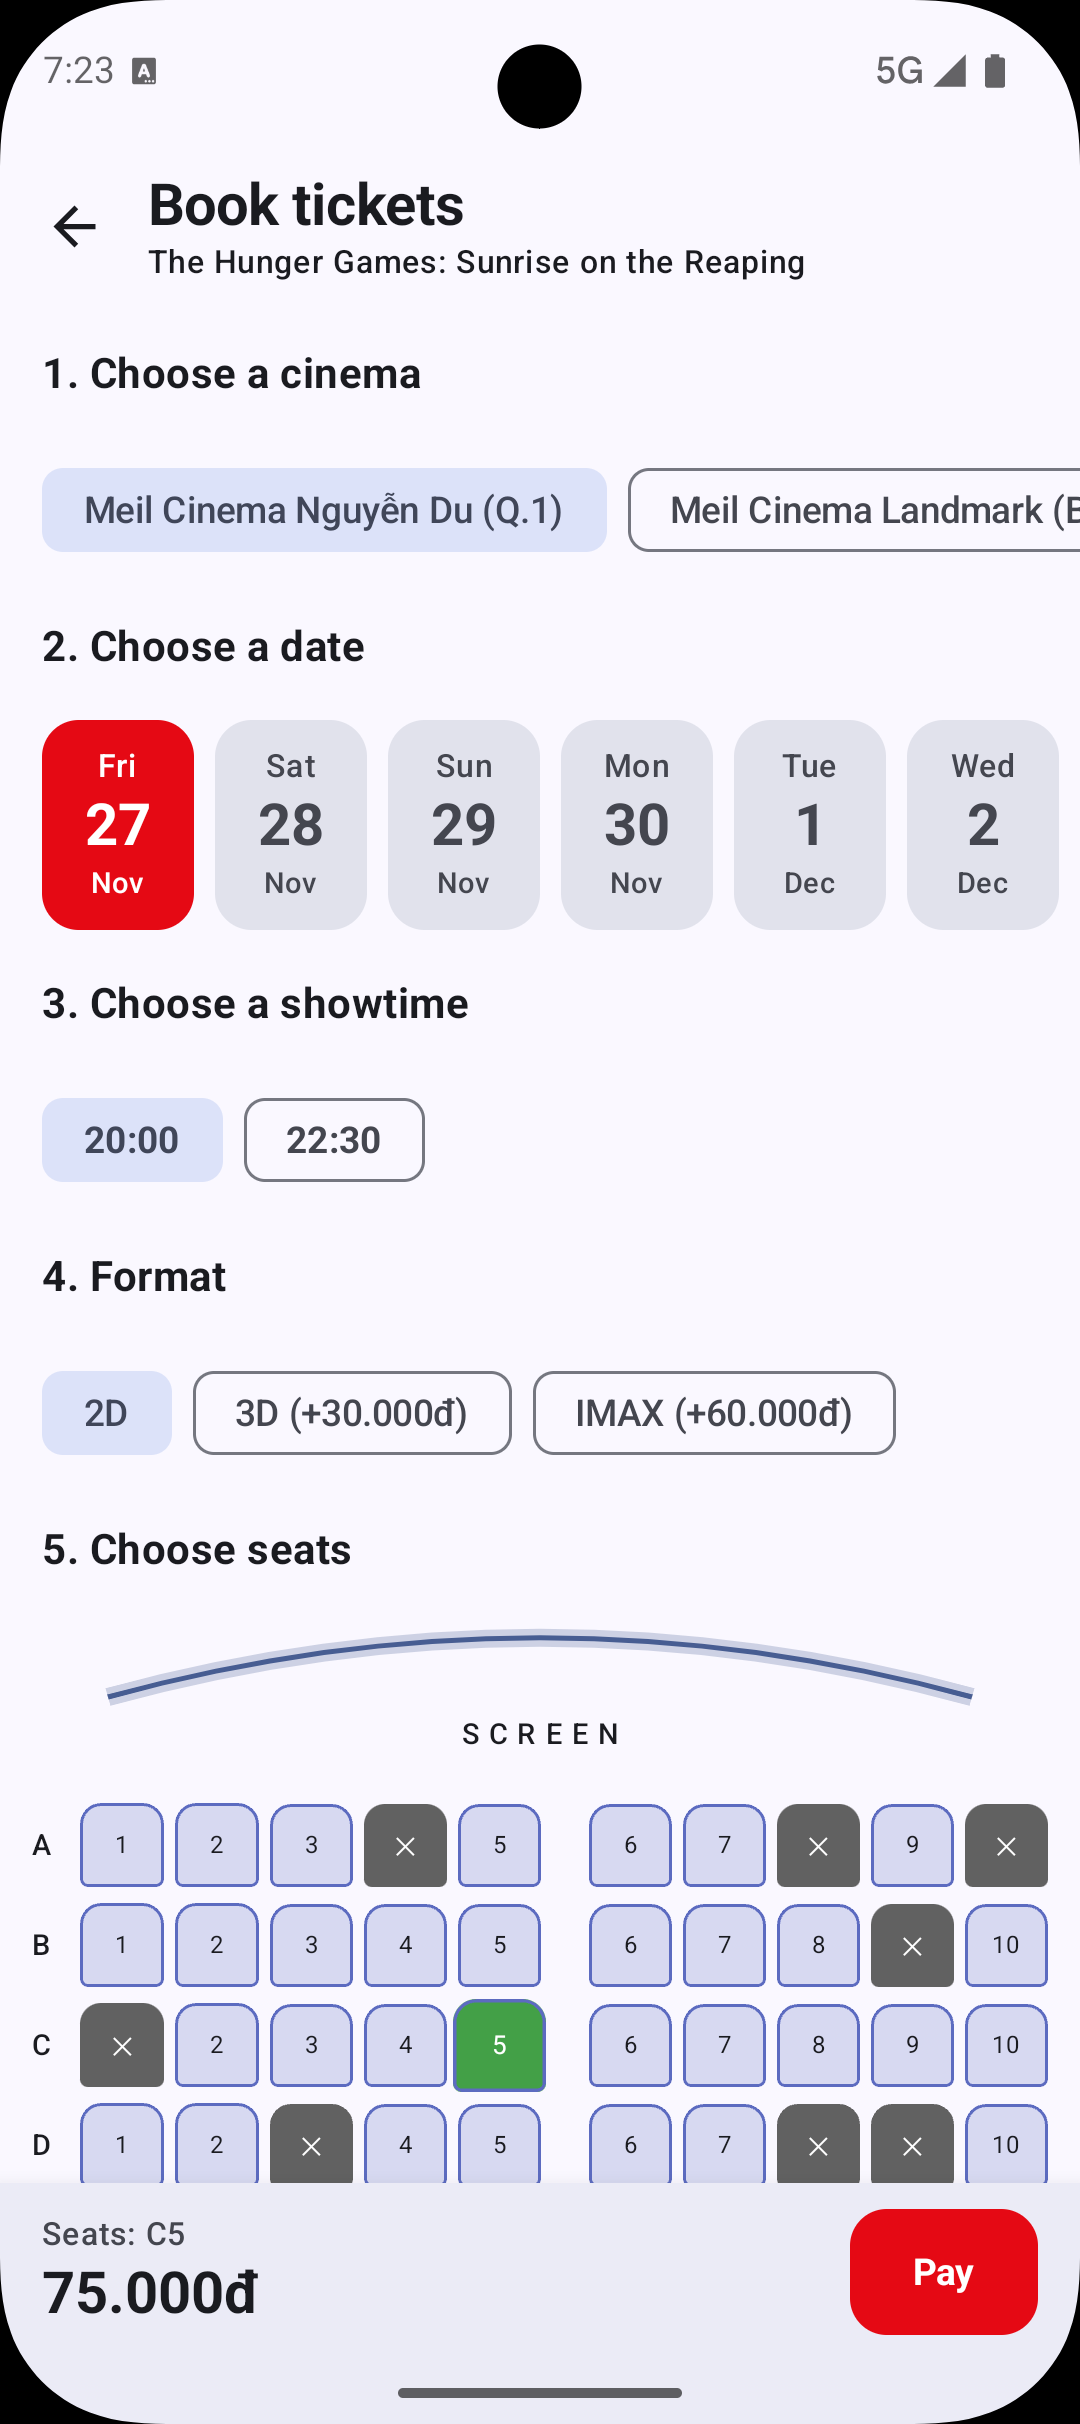 7:23 A 5G
Book tickets
The Hunger Games: Sunrise on the Reaping
1. Choose a cinema
Meil Cinema Nguyễn Du (Q.1) Meil Cinema Landmark (B
2. Choose a date
Fri Sat Sun Mon Tue Wed
27 28 29 30 1 2
Nov Nov Nov Nov Dec Dec
3. Choose a showtime
20:00 22:30
4. Format
2D 3D (+30.000đ) IMAX (+60.000đ)
5. Choose seats
SCREEN
A 1 2 3 5 6 7 9
B 1 2 3 4 5 6 7 8 10
C 2 3 4 5 6 7 8 9 10
D 1 2 4 5 6 7 10
Seats: C5
75.000đ
Pay